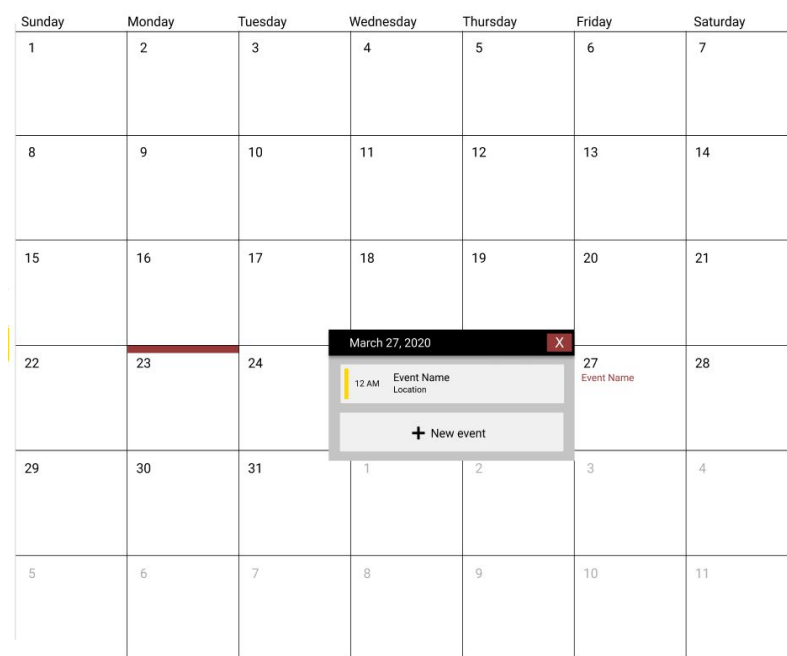 Sunday Monday Tuesday Wednesday Thursday Friday Saturday
1 2 3 4 5 6 7
8 9 10 11 12 13 14
15 16 17 18 19 20 21
March 27, 2020 X
22 23 24 27 28
Event Name
12 AM Event Name
Location
+ New event
29 30 31 1 2 3 4
5 6 7 8 9 10 11